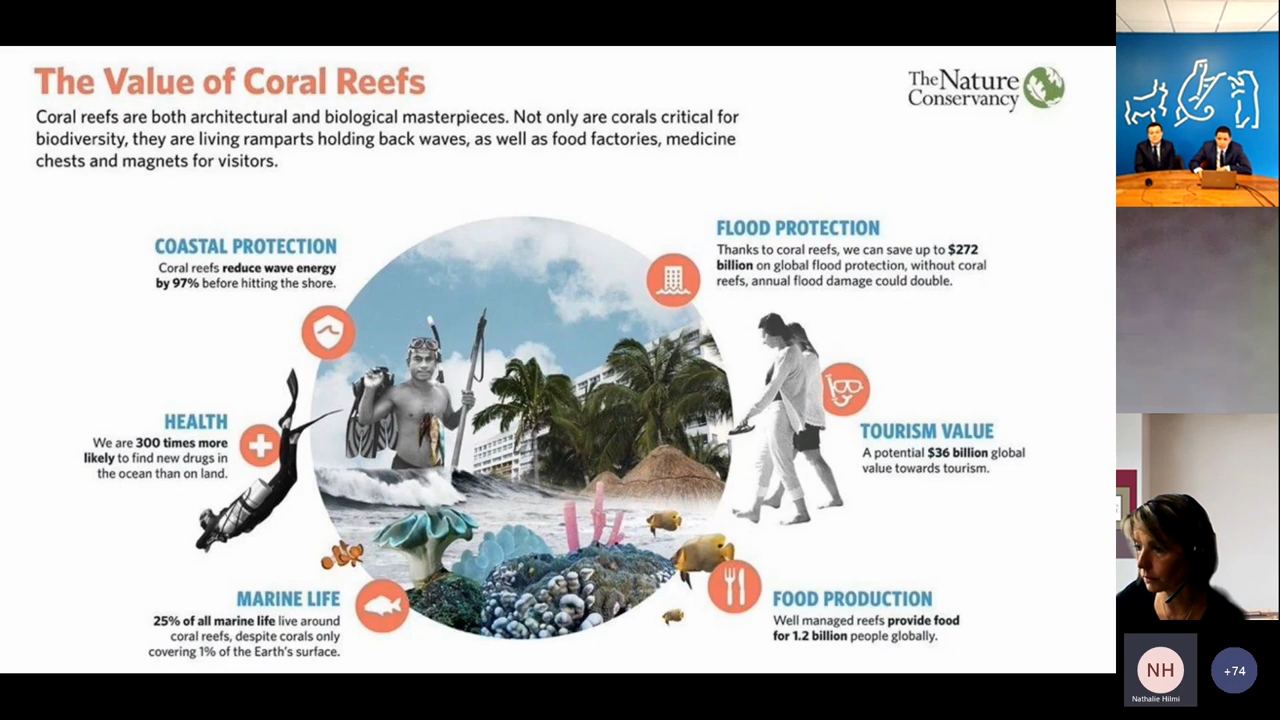 The Value of Coral Reefs
The Nature
Conservancy
Coral reefs are both architectural and biological masterpieces. Not only are corals critical for
biodiversity, they are living ramparts holding back waves, as well as food factories, medicine
chests and magnets for visitors.
COASTAL PROTECTION
Coral reefs reduce wave energy
by 97% before hitting the shore.
FLOOD PROTECTION
Thanks to coral reefs, we can save up to $272
billion on global flood protection, without coral
reefs, annual flood damage could double.
HEALTH
We are 300 times more
likely to find new drugs in
the ocean than on land.
TOURISM VALUE
A potential $36 billion global
value towards tourism.
MARINE LIFE
25% of all marine life live around
coral reefs, despite corals only
covering 1% of the Earth's surface.
FOOD PRODUCTION
Well managed reefs provide food
for 1.2 billion people globally.
NH
Nathalie Hilmi
+74